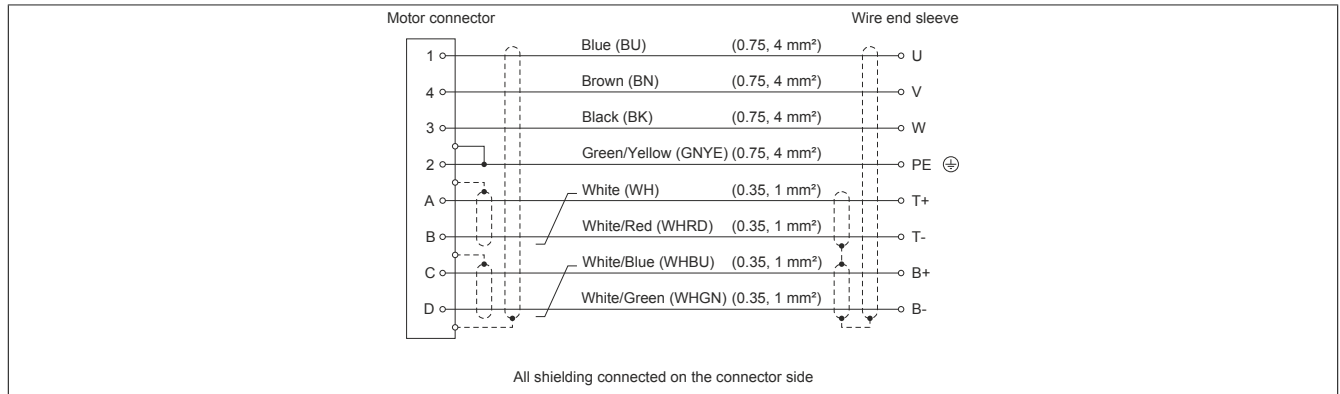 Motor connector Wire end sleeve
1 Blue (BU) (0.75, 4 mm²) U
4 Brown (BN) (0.75, 4 mm²) V
3 Black (BK) (0.75, 4 mm²) W
2 Green/Yellow (GNYE) (0.75, 4 mm²) PE
A White (WH) (0.35, 1 mm²) T+
B White/Red (WHRD) (0.35, 1 mm²) T-
C White/Blue (WHBU) (0.35, 1 mm²) B+
D White/Green (WHGN) (0.35, 1 mm²) B-
All shielding connected on the connector side